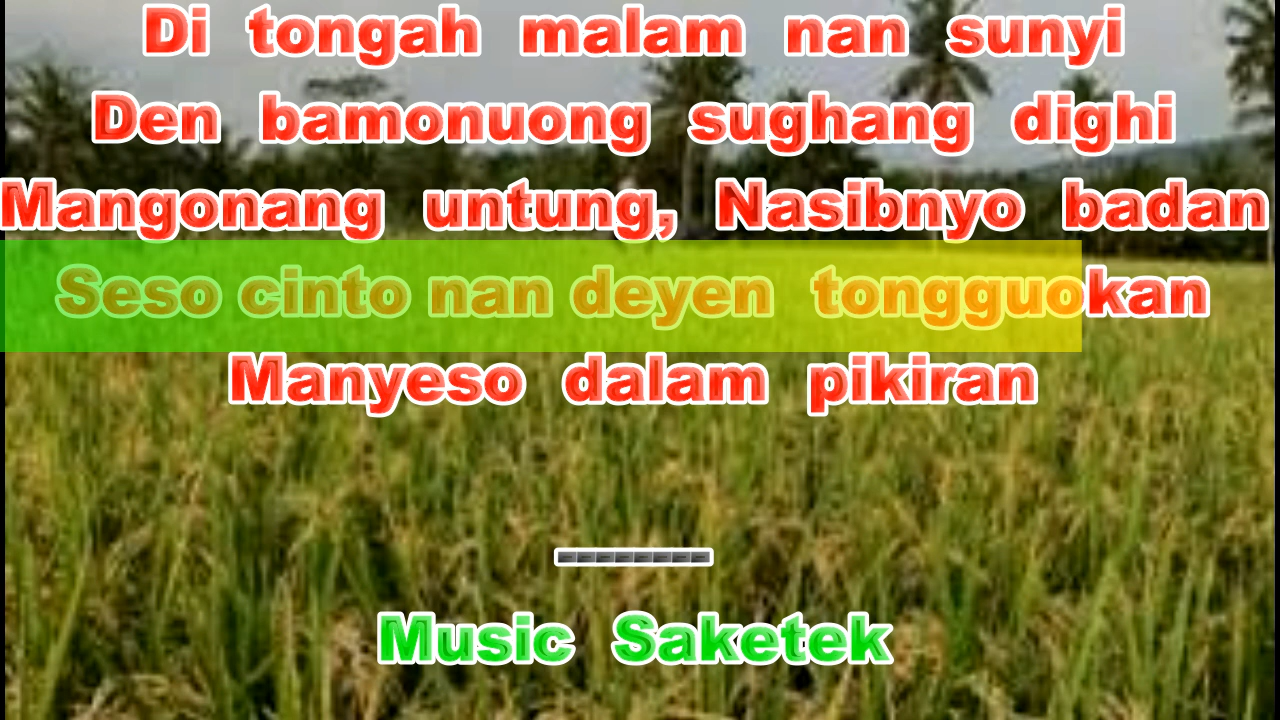 Di tongah malam nan sunyi
Den bamonuong sughang dighi
Mangonang untung, Nasibnyo badan
Seso cinto nan deyen tongguokan
Manyeso dalam pikiran
--------
Music Saketek